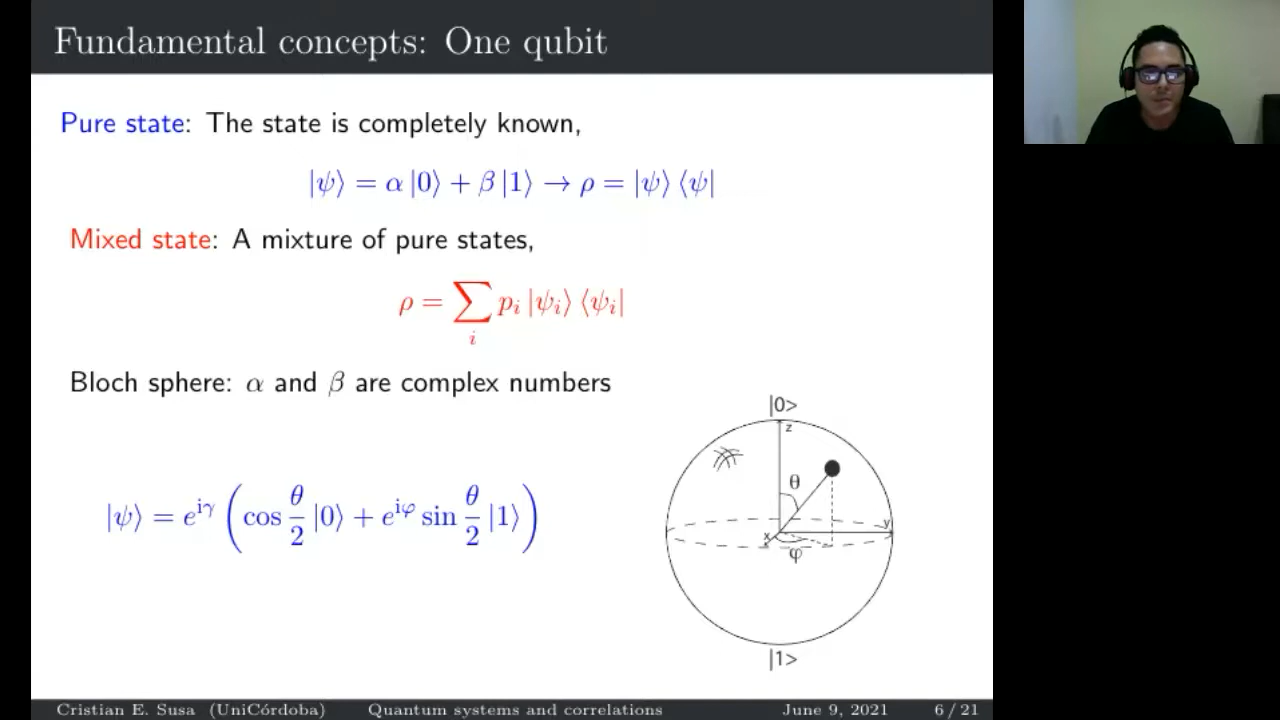 Fundamental concepts: One qubit
Pure state: The state is completely known,
|ψ⟩ = α |0⟩ + β |1⟩ → ρ = |ψ⟩ ⟨ψ|
Mixed state: A mixture of pure states,
ρ = ∑_i p_i |ψ_i⟩ ⟨ψ_i|
Bloch sphere: α and β are complex numbers
|ψ⟩ = e^{iγ} (cos θ/2 |0⟩ + e^{iφ} sin θ/2 |1⟩)
|0>
z
θ
y
x
φ
|1>
Cristian E. Susa (UniCórdoba) Quantum systems and correlations June 9, 2021 6 / 21